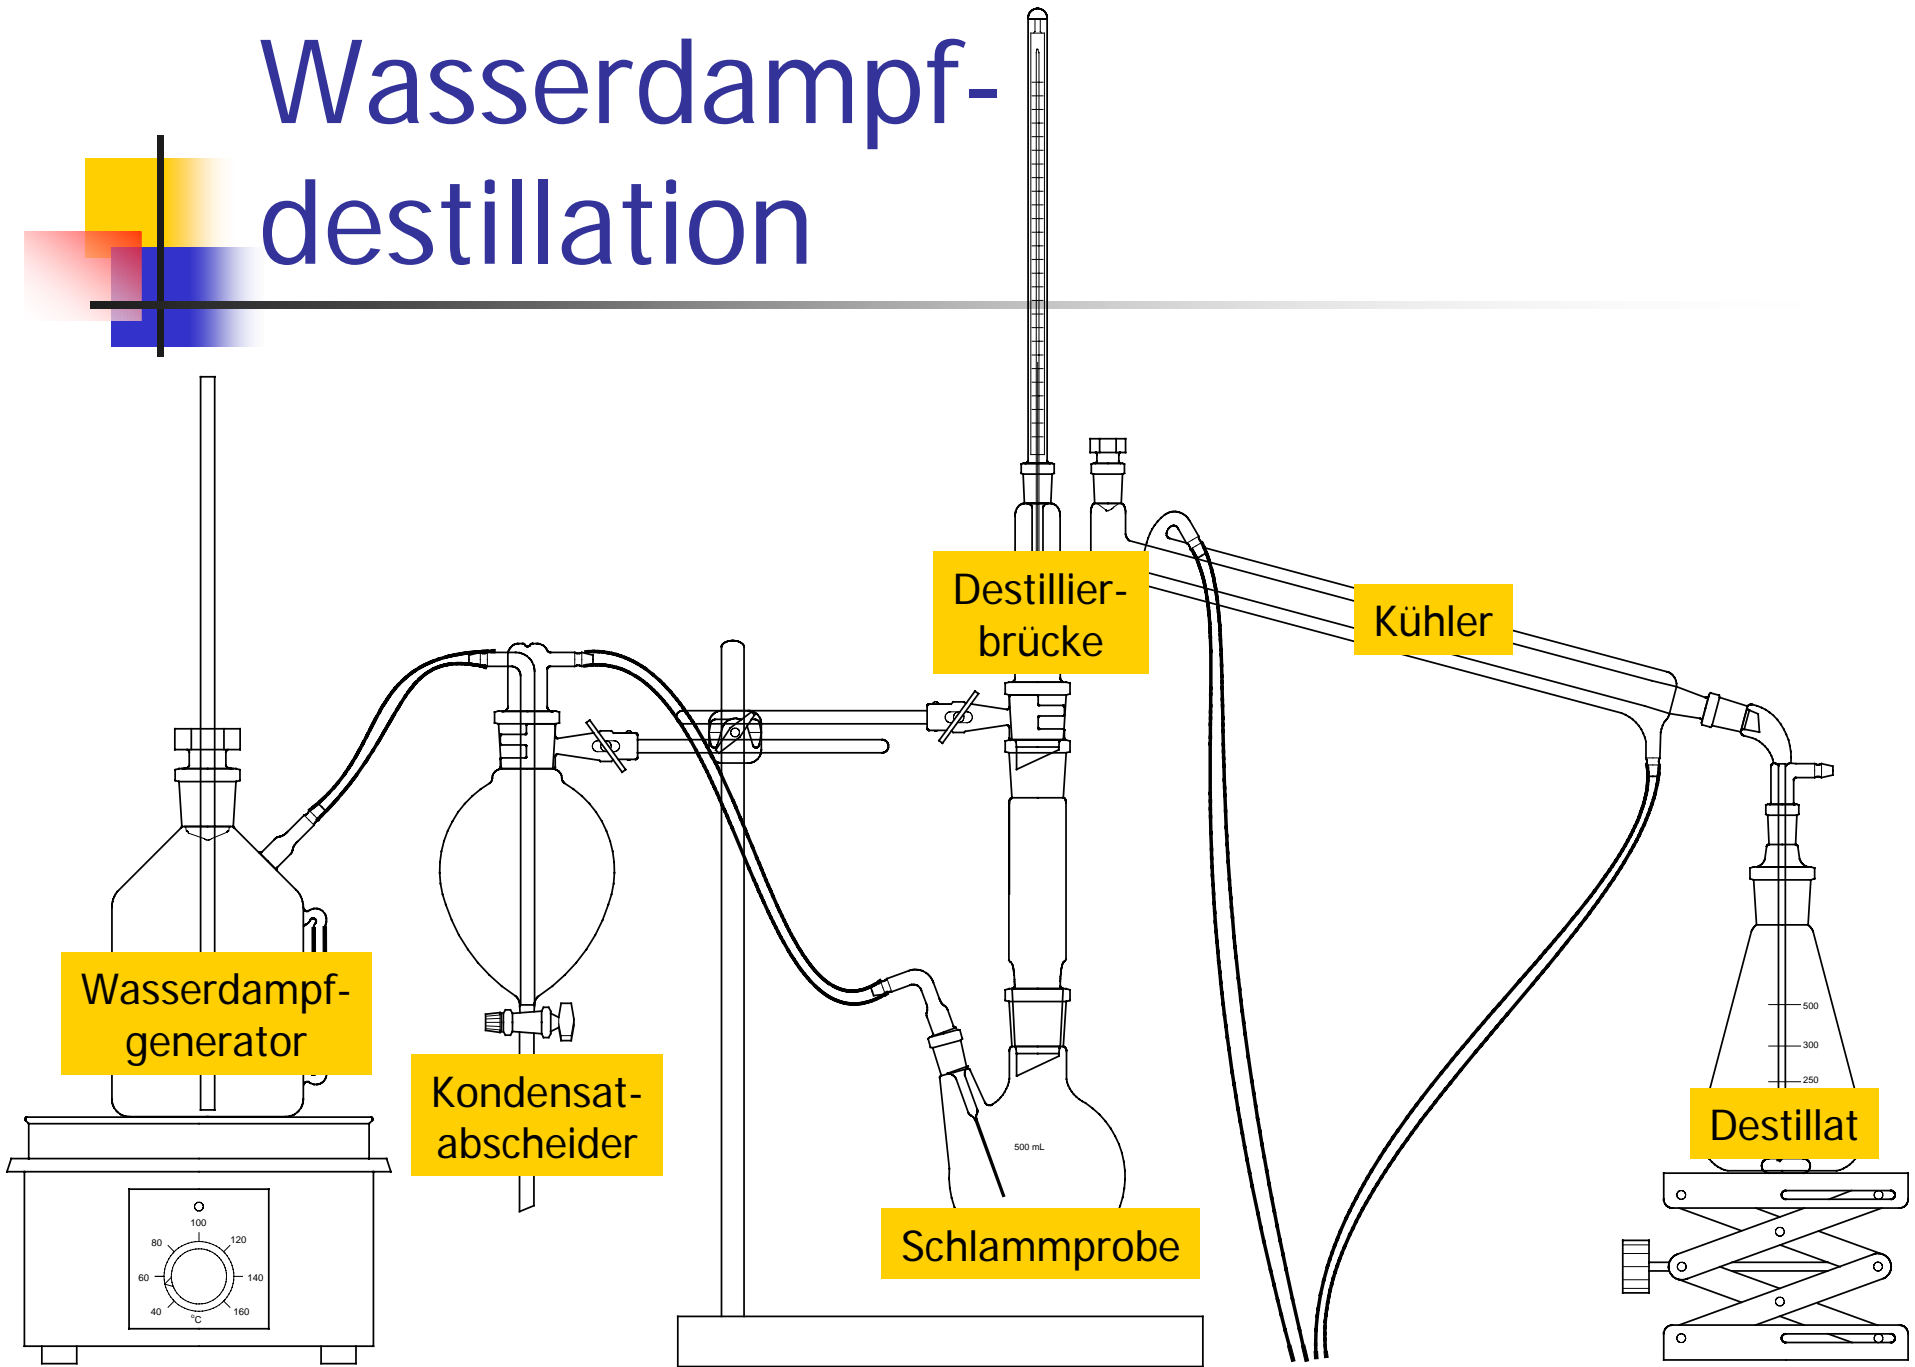 Wasserdampf-
destillation
Destillier-
brücke
Kühler
Wasserdampf-
generator
Kondensat-
abscheider
500
300
250
Destillat
500 mL
Schlammprobe
100
80
120
60
140
40
160
°C